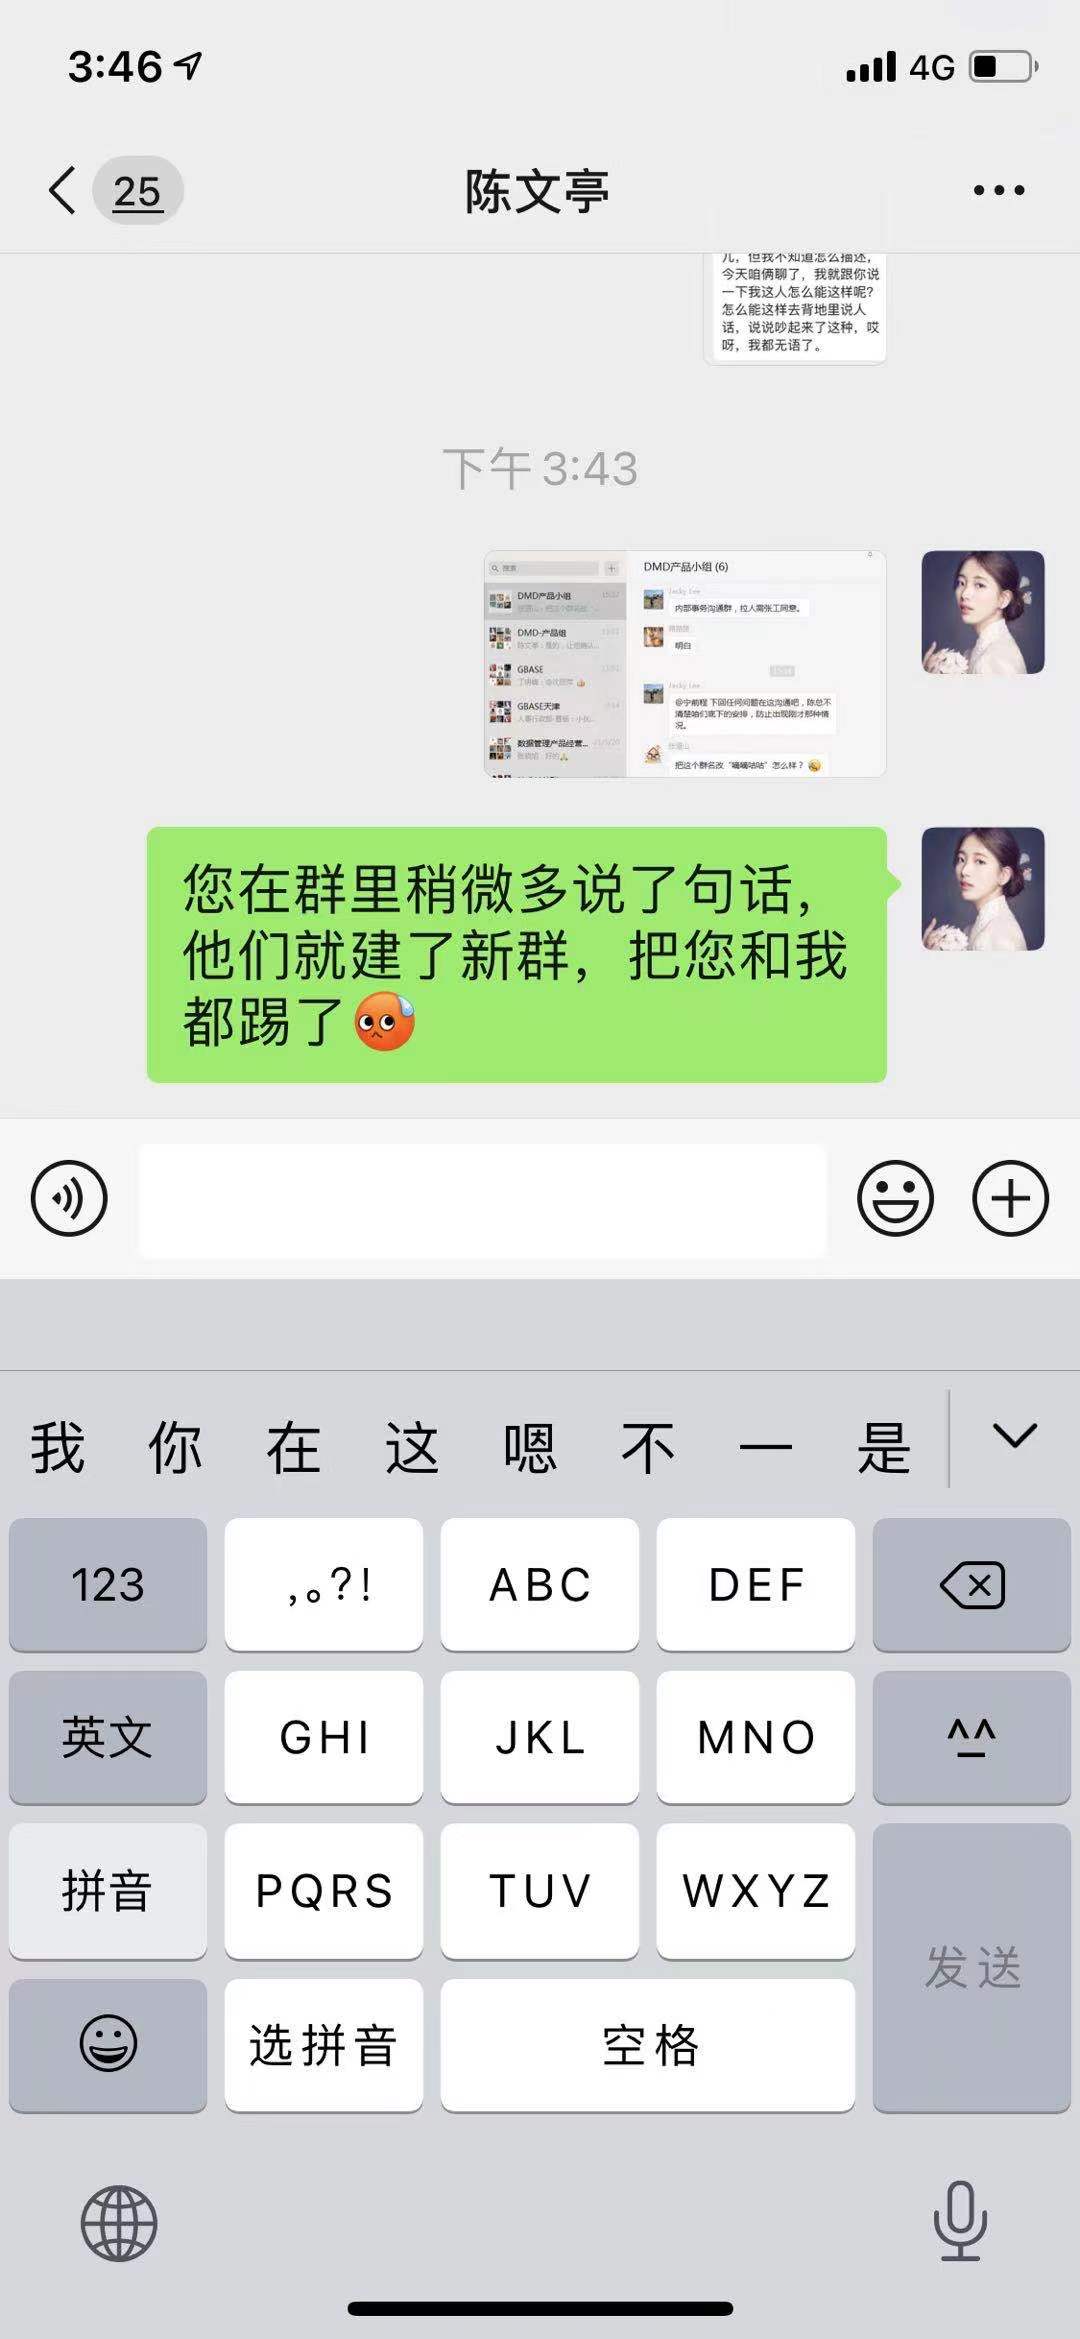 3:46
4G
25
陈文亭
儿，但我不知道怎么描述，
今天咱俩聊了，我就跟你说
一下我这人怎么能这样呢？
怎么能这样去背地里说人
话，说说吵起来了这种，哎
呀，我都无语了。
下午 3:43
搜索
DMD产品小组
DMD-产品组
GBASE
GBASE天津
数据管理产品经营...
DMD产品小组 (6)
Jacky Lee
内部事务沟通群，拉人需张工同意。
明白
Jacky Lee
@宁前程 下回任何问题在这沟通吧，陈总不
清楚咱们底下的安排，防止出现刚才那种情
况。
把这个群名改“嘀嘀咕咕”怎么样？
您在群里稍微多说了句话，
他们就建了新群，把您和我
都踢了
我 你 在 这 嗯 不 一 是
123 ,。?! ABC DEF
英文 GHI JKL MNO ^^
拼音 PQRS TUV WXYZ
发送
选拼音 空格